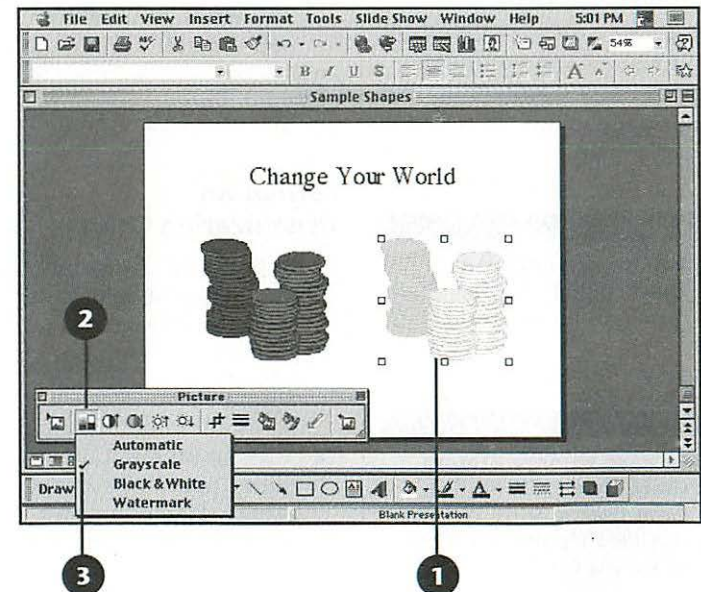 File Edit View Insert Format Tools Slide Show Window Help 5:01 PM
ABC 54%
B I U S A A
Sample Shapes
Change Your World
2
Picture
Automatic
Grayscale
Black & White
Watermark
Draw
Blank Presentation
3 1